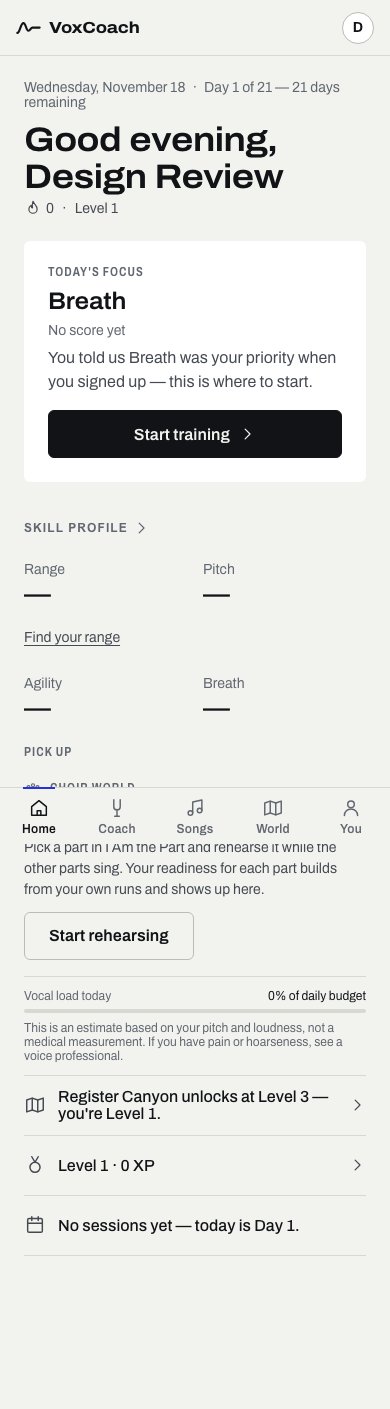 VoxCoach
D
Wednesday, November 18 · Day 1 of 21 — 21 days
remaining
Good evening,
Design Review
0 · Level 1
TODAY'S FOCUS
Breath
No score yet
You told us Breath was your priority when
you signed up — this is where to start.
Start training
SKILL PROFILE
Range
Pitch
—
—
Find your range
Agility
Breath
—
—
PICK UP
CHOIR WORLD
Home
Coach
Songs
World
You
Pick a part in I Am the Part and rehearse it while the
other parts sing. Your readiness for each part builds
from your own runs and shows up here.
Start rehearsing
Vocal load today
0% of daily budget
This is an estimate based on your pitch and loudness, not a
medical measurement. If you have pain or hoarseness, see a
voice professional.
Register Canyon unlocks at Level 3 —
you're Level 1.
Level 1 · 0 XP
No sessions yet — today is Day 1.